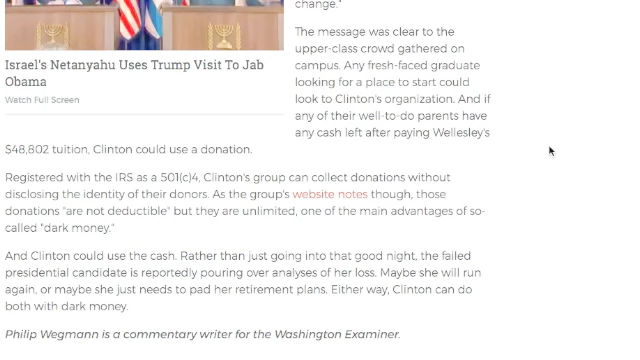 change."
Israel's Netanyahu Uses Trump Visit To Jab
Obama
Watch Full Screen
The message was clear to the
upper-class crowd gathered on
campus. Any fresh-faced graduate
looking for a place to start could
look to Clinton's organization. And if
any of their well-to-do parents have
any cash left after paying Wellesley's
$48,802 tuition, Clinton could use a donation.
Registered with the IRS as a 501(c)4, Clinton's group can collect donations without
disclosing the identity of their donors. As the group's website notes though, those
donations "are not deductible" but they are unlimited, one of the main advantages of so-
called "dark money."
And Clinton could use the cash. Rather than just going into that good night, the failed
presidential candidate is reportedly pouring over analyses of her loss. Maybe she will run
again, or maybe she just needs to pad her retirement plans. Either way, Clinton can do
both with dark money.
Philip Wegmann is a commentary writer for the Washington Examiner.